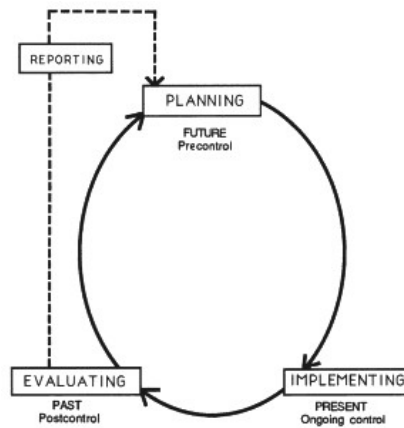 REPORTING
PLANNING
FUTURE
Precontrol
EVALUATING
PAST
Postcontrol
IMPLEMENTING
PRESENT
Ongoing control